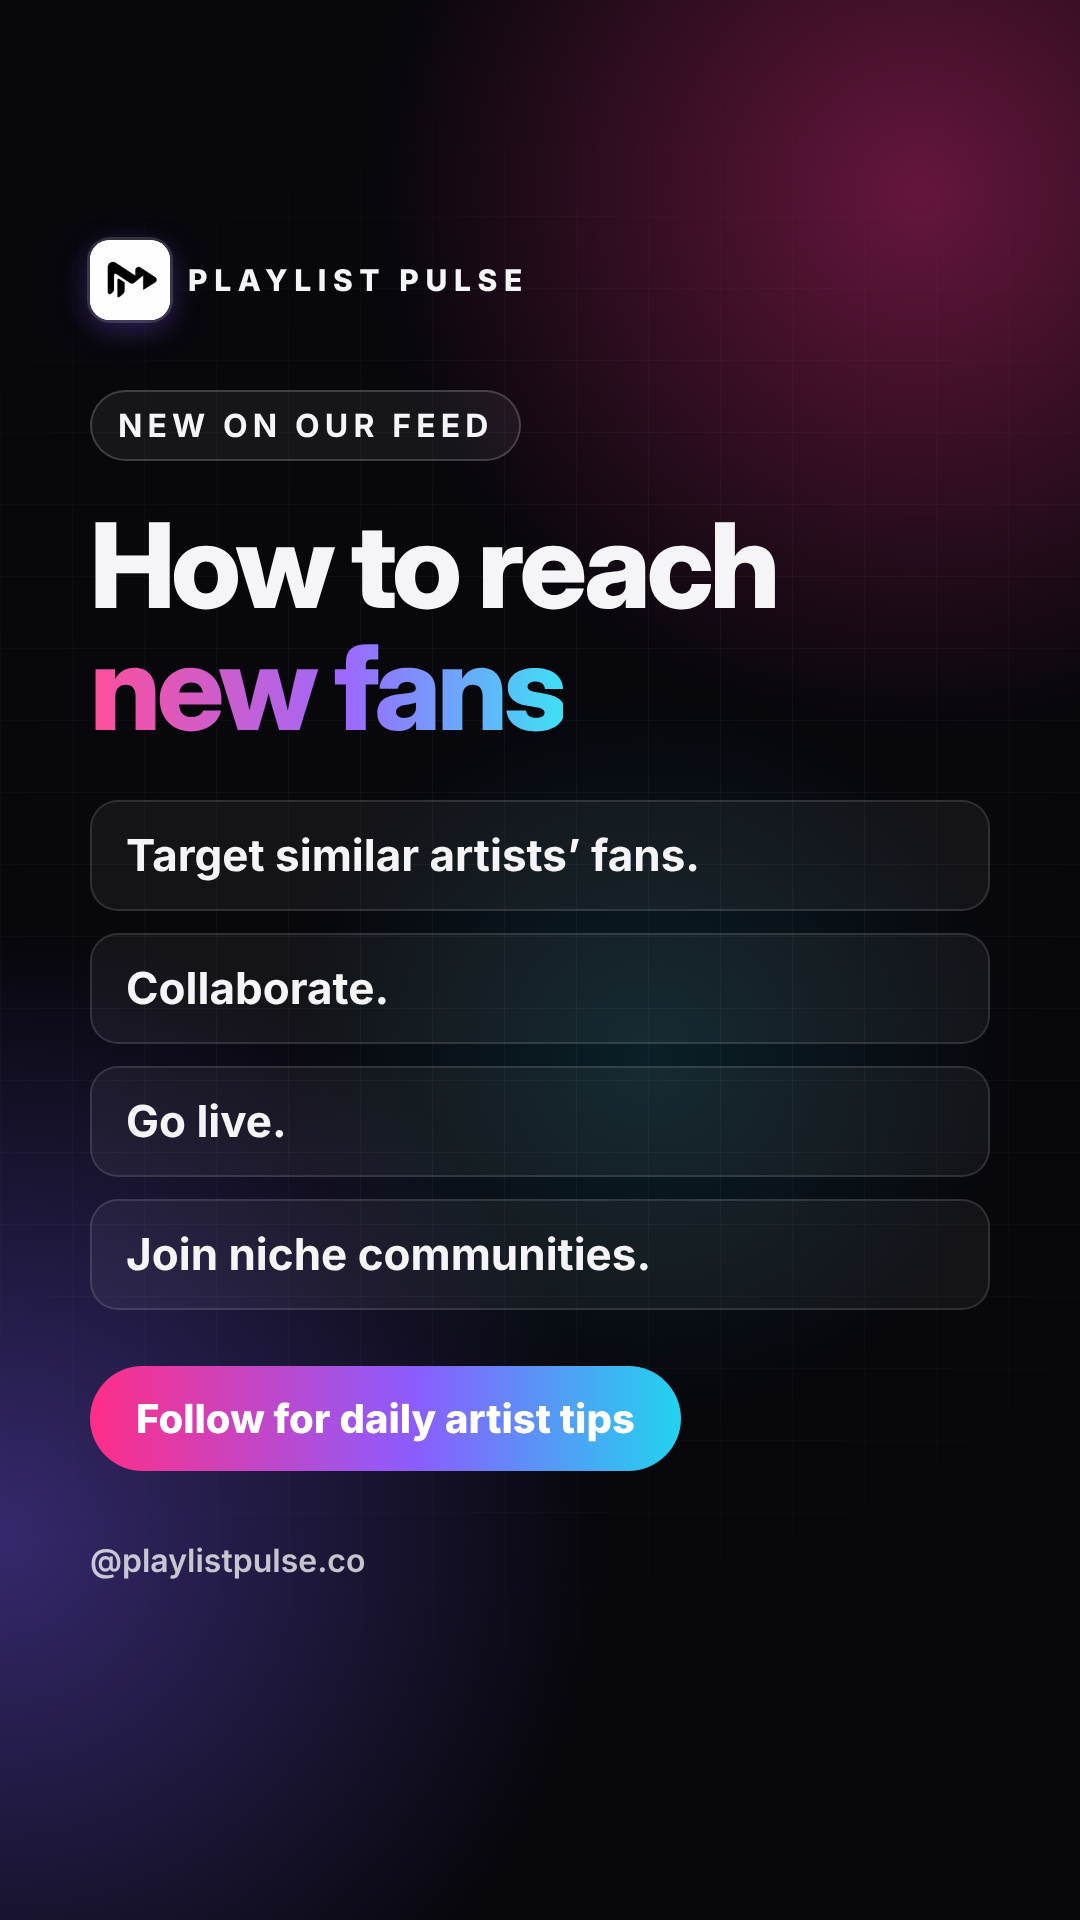 PLAYLIST PULSE
NEW ON OUR FEED
How to reach
new fans
Target similar artists’ fans.
Collaborate.
Go live.
Join niche communities.
Follow for daily artist tips
@playlistpulse.co